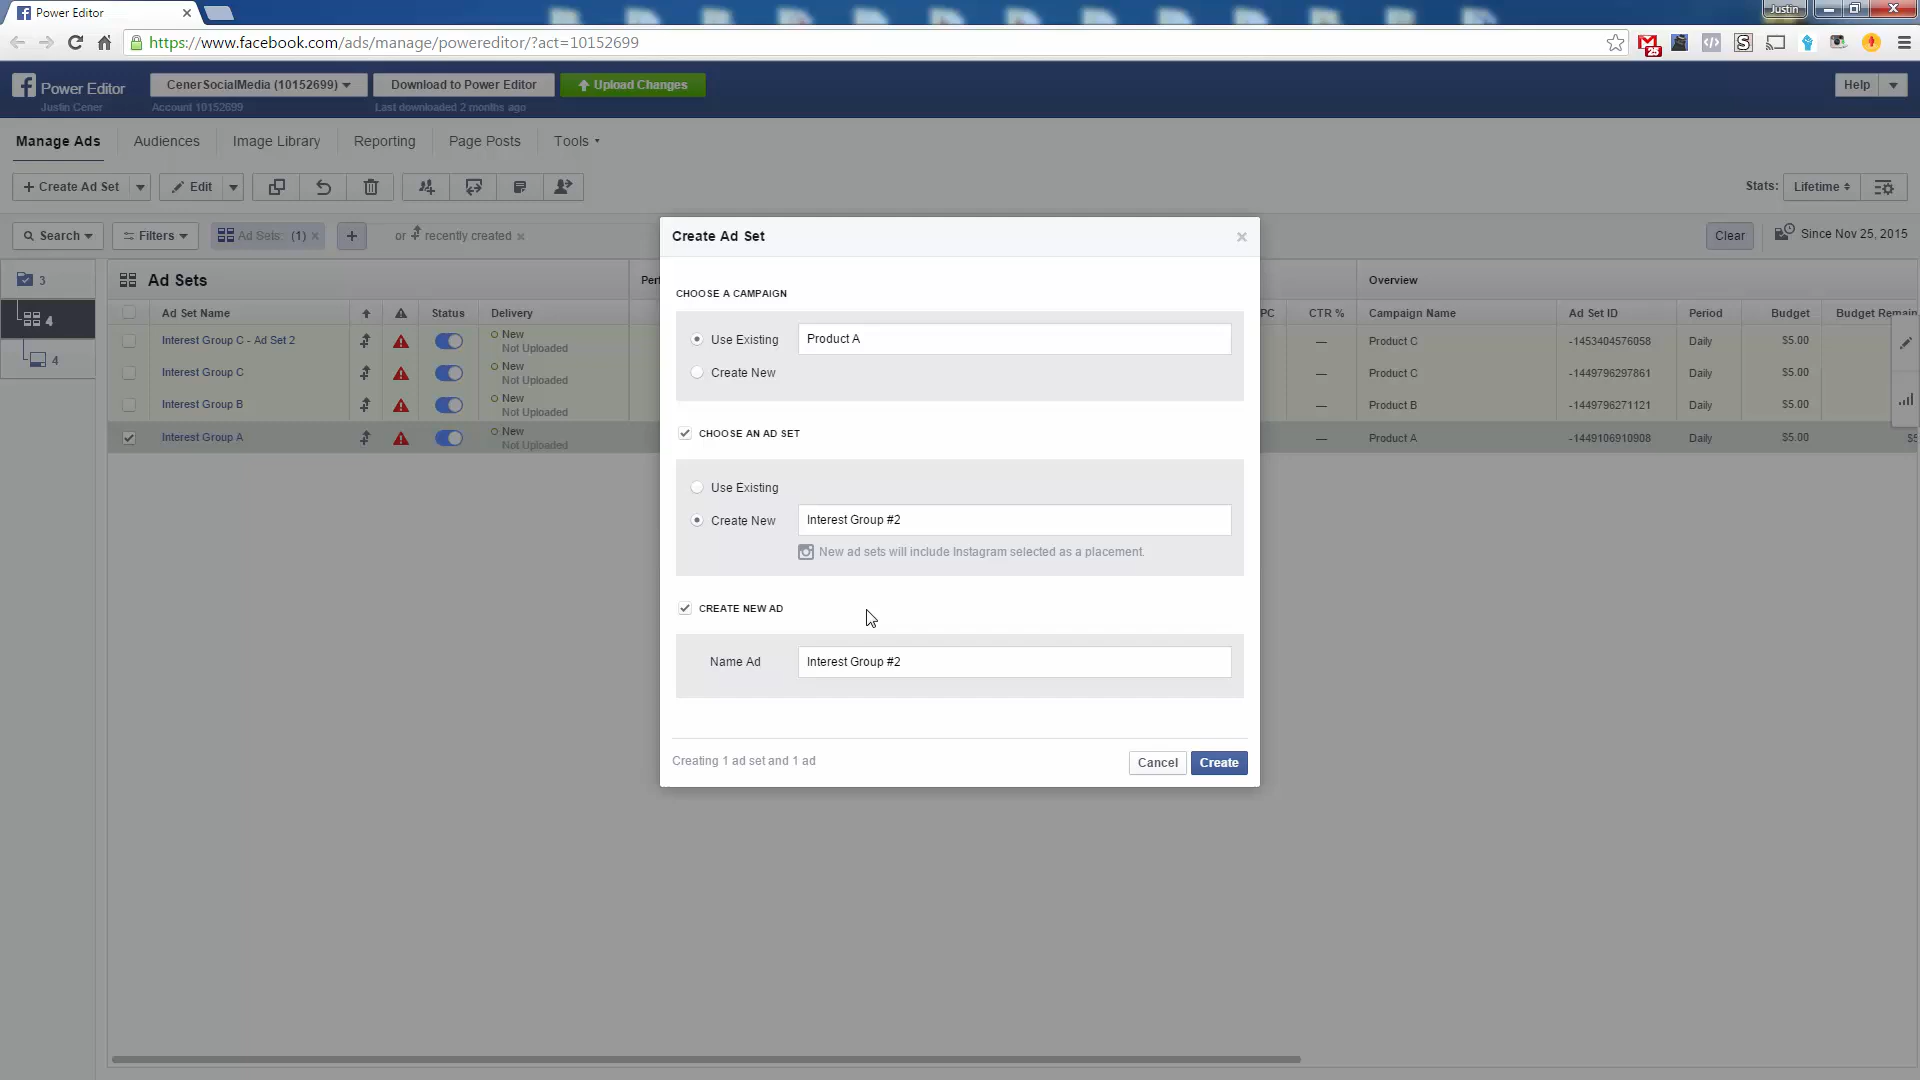 Power Editor
Justin
https://www.facebook.com/ads/manage/powereditor/?act=10152699
25
Power Editor
Justin Cener
CenerSocialMedia (10152699)
Account 10152699
Download to Power Editor
Last downloaded 2 months ago
Upload Changes
Help
Manage Ads
Audiences
Image Library
Reporting
Page Posts
Tools
+ Create Ad Set
Edit
Stats:
Lifetime
Search
Filters
Ad Sets: (1) ×
+
or recently created ×
Clear
Since Nov 25, 2015
3
4
4
Ad Sets
Overview
Ad Set Name
Status
Delivery
CTR %
Campaign Name
Ad Set ID
Period
Budget
Interest Group C - Ad Set 2
New
Not Uploaded
—
Product C
-1453404576058
Daily
$5.00
Interest Group C
New
Not Uploaded
—
Product C
-1449796297861
Daily
$5.00
Interest Group B
New
Not Uploaded
—
Product B
-1449796271121
Daily
$5.00
Interest Group A
New
Not Uploaded
—
Product A
-1449106910908
Daily
$5.00
Create Ad Set
CHOOSE A CAMPAIGN
Use Existing
Product A
Create New
CHOOSE AN AD SET
Use Existing
Create New
Interest Group #2
New ad sets will include Instagram selected as a placement.
CREATE NEW AD
Name Ad
Interest Group #2
Creating 1 ad set and 1 ad
Cancel
Create